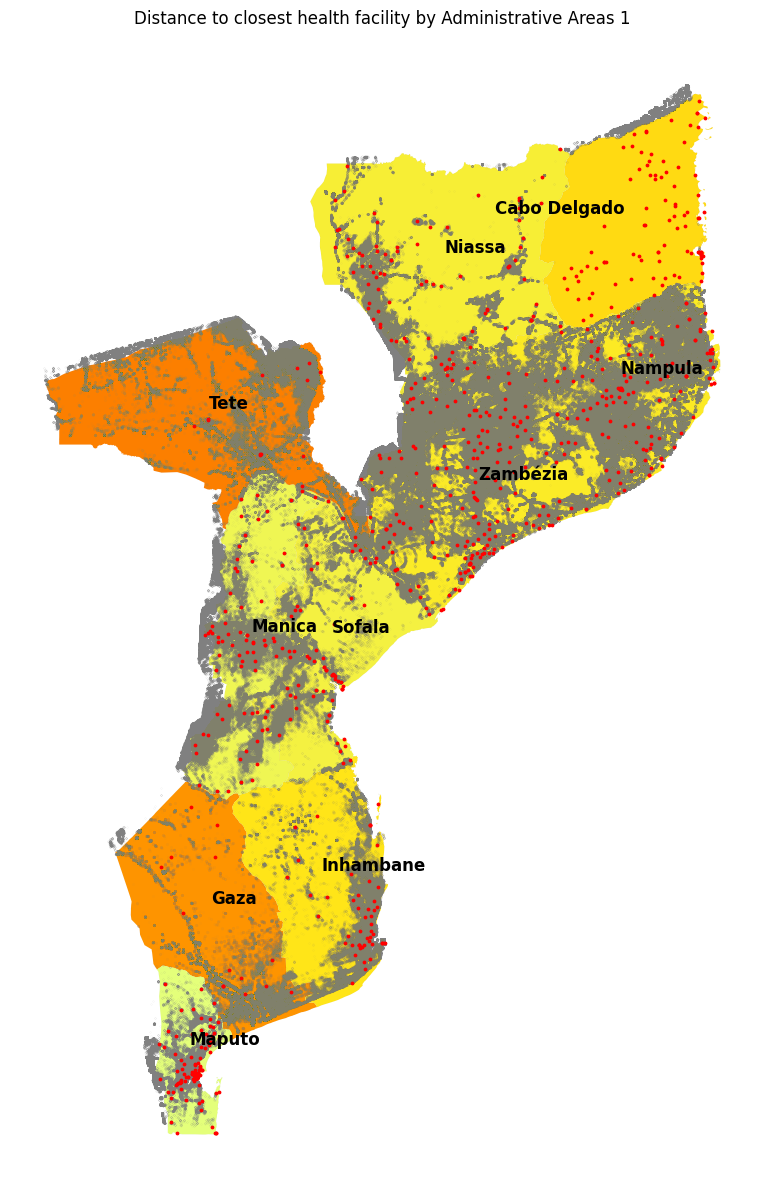 Distance to closest health facility by Administrative Areas 1
Cabo Delgado
Niassa
Nampula
Tete
Zambézia
Manica
Sofala
Inhambane
Gaza
Maputo